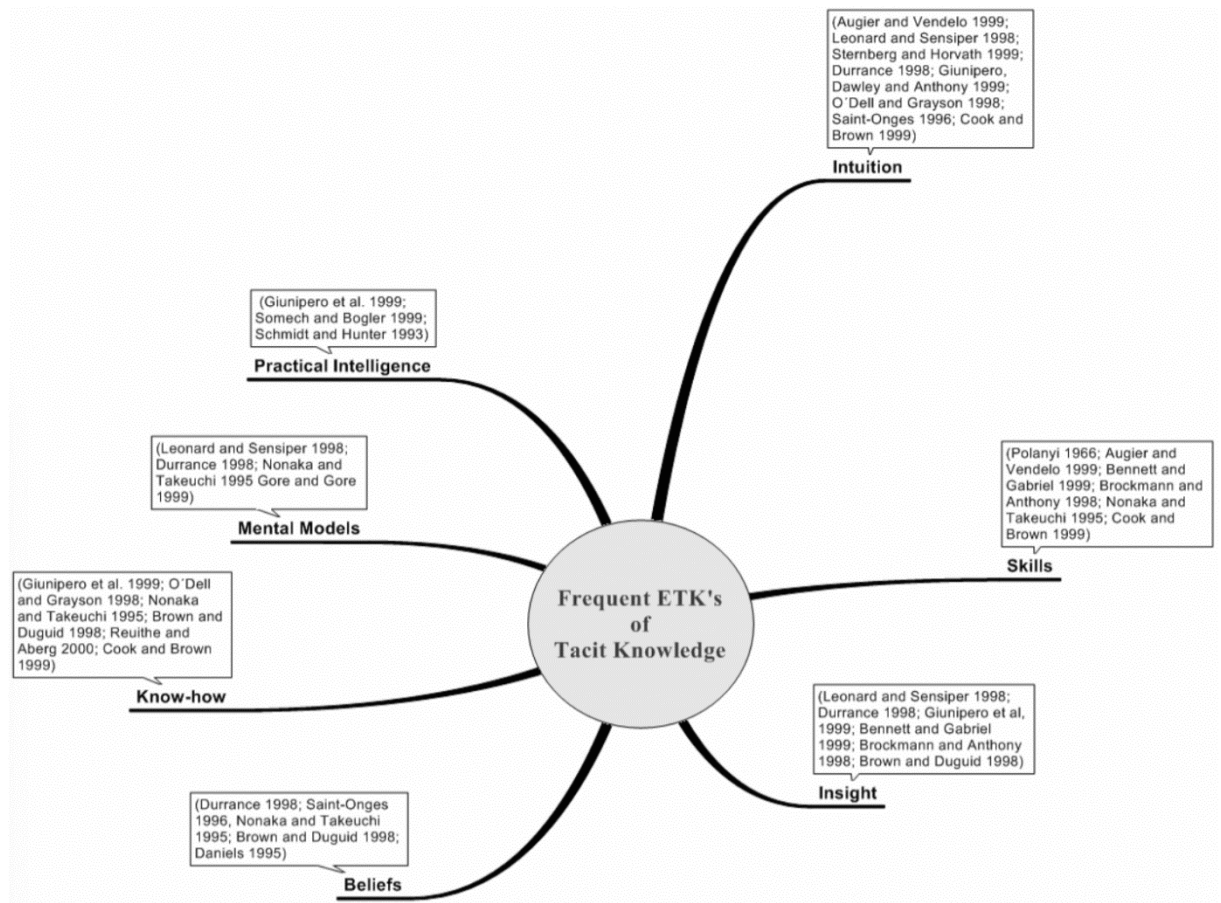 (Augier and Vendelo 1999;
Leonard and Sensiper 1998;
Sternberg and Horvath 1999;
Durrance 1998; Giunipero,
Dawley and Anthony 1999;
O´Dell and Grayson 1998;
Saint-Onges 1996; Cook and
Brown 1999)
Intuition
(Giunipero et al. 1999;
Somech and Bogler 1999;
Schmidt and Hunter 1993)
Practical Intelligence
(Leonard and Sensiper 1998;
Durrance 1998; Nonaka and
Takeuchi 1995 Gore and Gore
1999)
Mental Models
(Polanyi 1966; Augier and
Vendelo 1999; Bennett and
Gabriel 1999; Brockmann and
Anthony 1998; Nonaka and
Takeuchi 1995; Cook and
Brown 1999)
Skills
Frequent ETK's
of
Tacit Knowledge
(Giunipero et al. 1999; O´Dell
and Grayson 1998; Nonaka
and Takeuchi 1995; Brown and
Duguid 1998; Reuithe and
Aberg 2000; Cook and Brown
1999)
Know-how
(Leonard and Sensiper 1998;
Durrance 1998; Giunipero et al,
1999; Bennett and Gabriel
1999; Brockmann and Anthony
1998; Brown and Duguid 1998)
Insight
(Durrance 1998; Saint-Onges
1996, Nonaka and Takeuchi
1995; Brown and Duguid 1998;
Daniels 1995)
Beliefs